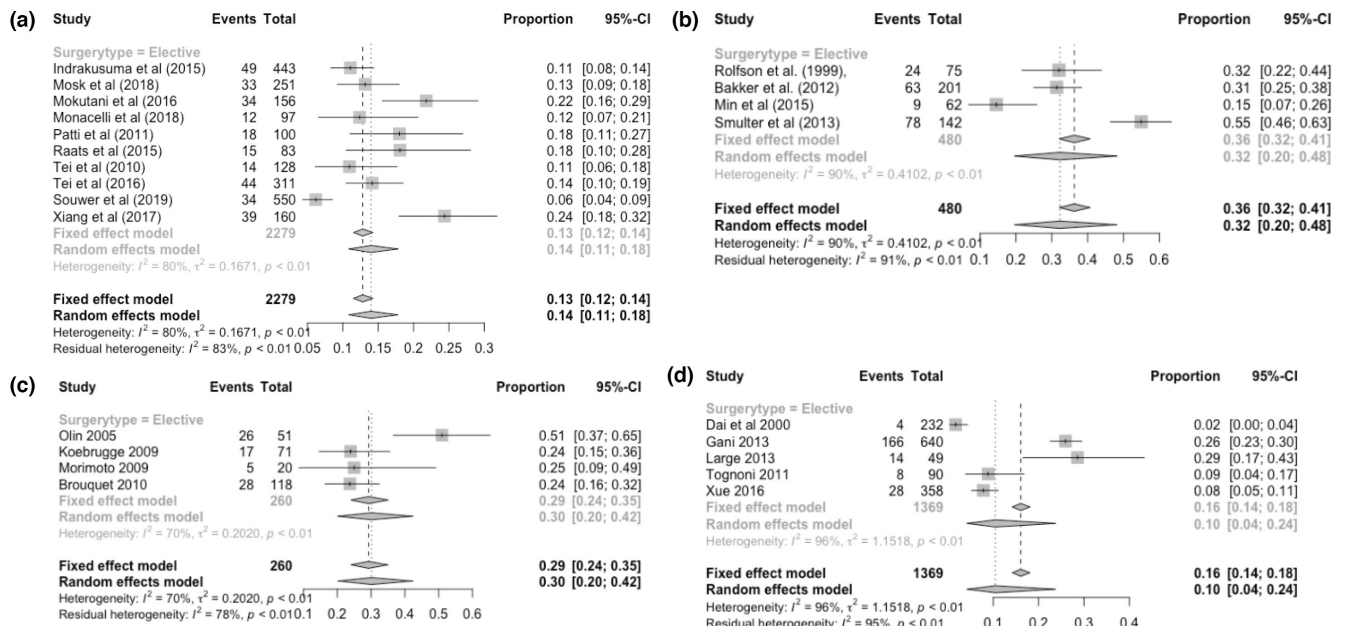 (a)
Study Events Total Proportion 95%-CI
Surgerytype = Elective
Indrakusuma et al (2015) 49 443 0.11 [0.08; 0.14]
Mosk et al (2018) 33 251 0.13 [0.09; 0.18]
Mokutani et al (2016 34 156 0.22 [0.16; 0.29]
Monacelli et al (2018) 12 97 0.12 [0.07; 0.21]
Patti et al (2011) 18 100 0.18 [0.11; 0.27]
Raats et al (2015) 15 83 0.18 [0.10; 0.28]
Tei et al (2010) 14 128 0.11 [0.06; 0.18]
Tei et al (2016) 44 311 0.14 [0.10; 0.19]
Souwer et al (2019) 34 550 0.06 [0.04; 0.09]
Xiang et al (2017) 39 160 0.24 [0.18; 0.32]
Fixed effect model 2279 0.13 [0.12; 0.14]
Random effects model 0.14 [0.11; 0.18]
Heterogeneity: I² = 80%, τ² = 0.1671, p < 0.01
Fixed effect model 2279 0.13 [0.12; 0.14]
Random effects model 0.14 [0.11; 0.18]
Heterogeneity: I² = 80%, τ² = 0.1671, p < 0.01
Residual heterogeneity: I² = 83%, p < 0.01 0.05 0.1 0.15 0.2 0.25 0.3
(b)
Study Events Total Proportion 95%-CI
Surgerytype = Elective
Rolfson et al. (1999), 24 75 0.32 [0.22; 0.44]
Bakker et al. (2012) 63 201 0.31 [0.25; 0.38]
Min et al (2015) 9 62 0.15 [0.07; 0.26]
Smulter et al (2013) 78 142 0.55 [0.46; 0.63]
Fixed effect model 480 0.36 [0.32; 0.41]
Random effects model 0.32 [0.20; 0.48]
Heterogeneity: I² = 90%, τ² = 0.4102, p < 0.01
Fixed effect model 480 0.36 [0.32; 0.41]
Random effects model 0.32 [0.20; 0.48]
Heterogeneity: I² = 90%, τ² = 0.4102, p < 0.01
Residual heterogeneity: I² = 91%, p < 0.01 0.1 0.2 0.3 0.4 0.5 0.6
(c)
Study Events Total Proportion 95%-CI
Surgerytype = Elective
Olin 2005 26 51 0.51 [0.37; 0.65]
Koebrugge 2009 17 71 0.24 [0.15; 0.36]
Morimoto 2009 5 20 0.25 [0.09; 0.49]
Brouquet 2010 28 118 0.24 [0.16; 0.32]
Fixed effect model 260 0.29 [0.24; 0.35]
Random effects model 0.30 [0.20; 0.42]
Heterogeneity: I² = 70%, τ² = 0.2020, p < 0.01
Fixed effect model 260 0.29 [0.24; 0.35]
Random effects model 0.30 [0.20; 0.42]
Heterogeneity: I² = 70%, τ² = 0.2020, p < 0.01
Residual heterogeneity: I² = 78%, p < 0.01 0.1 0.2 0.3 0.4 0.5 0.6
(d)
Study Events Total Proportion 95%-CI
Surgerytype = Elective
Dai et al 2000 4 232 0.02 [0.00; 0.04]
Gani 2013 166 640 0.26 [0.23; 0.30]
Large 2013 14 49 0.29 [0.17; 0.43]
Tognoni 2011 8 90 0.09 [0.04; 0.17]
Xue 2016 28 358 0.08 [0.05; 0.11]
Fixed effect model 1369 0.16 [0.14; 0.18]
Random effects model 0.10 [0.04; 0.24]
Heterogeneity: I² = 96%, τ² = 1.1518, p < 0.01
Fixed effect model 1369 0.16 [0.14; 0.18]
Random effects model 0.10 [0.04; 0.24]
Heterogeneity: I² = 96%, τ² = 1.1518, p < 0.01
Residual heterogeneity: I² = 95%, p < 0.01 0.1 0.2 0.3 0.4